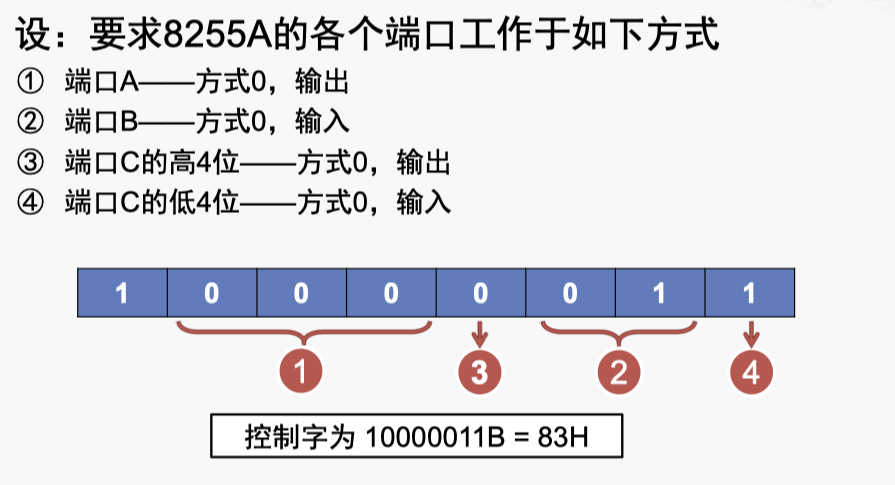 设：要求8255A的各个端口工作于如下方式
① 端口A——方式0，输出
② 端口B——方式0，输入
③ 端口C的高4位——方式0，输出
④ 端口C的低4位——方式0，输入
1 0 0 0 0 0 1 1
1 3 2 4
控制字为 10000011B = 83H